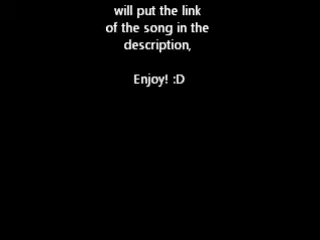 will put the link
of the song in the
description,
Enjoy! :D